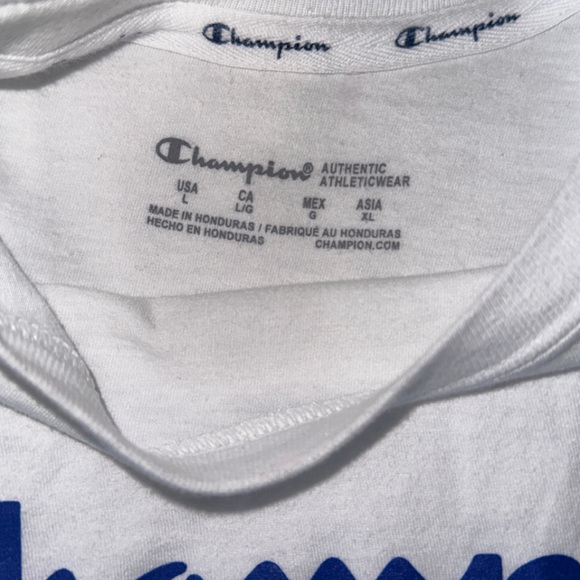 Champion Champion
Champion® AUTHENTIC ATHLETICWEAR
USA CA MEX ASIA
L L/G G XL
MADE IN HONDURAS / FABRIQUÉ AU HONDURAS
HECHO EN HONDURAS CHAMPION.COM